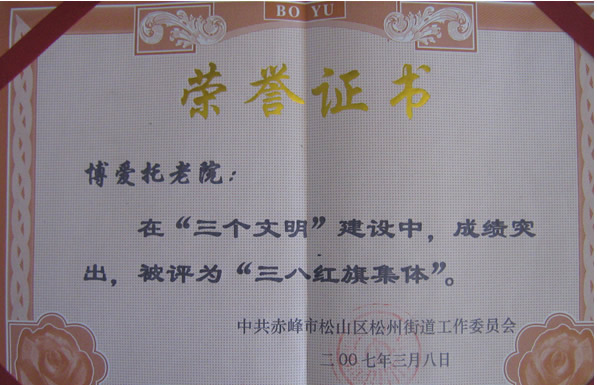 BO YU
荣誉证书
博爱托老院：
在“三个文明”建设中，成绩突
出，被评为“三八红旗集体”。
中共赤峰市松山区松州街道工作委员会
二00七年三月八日